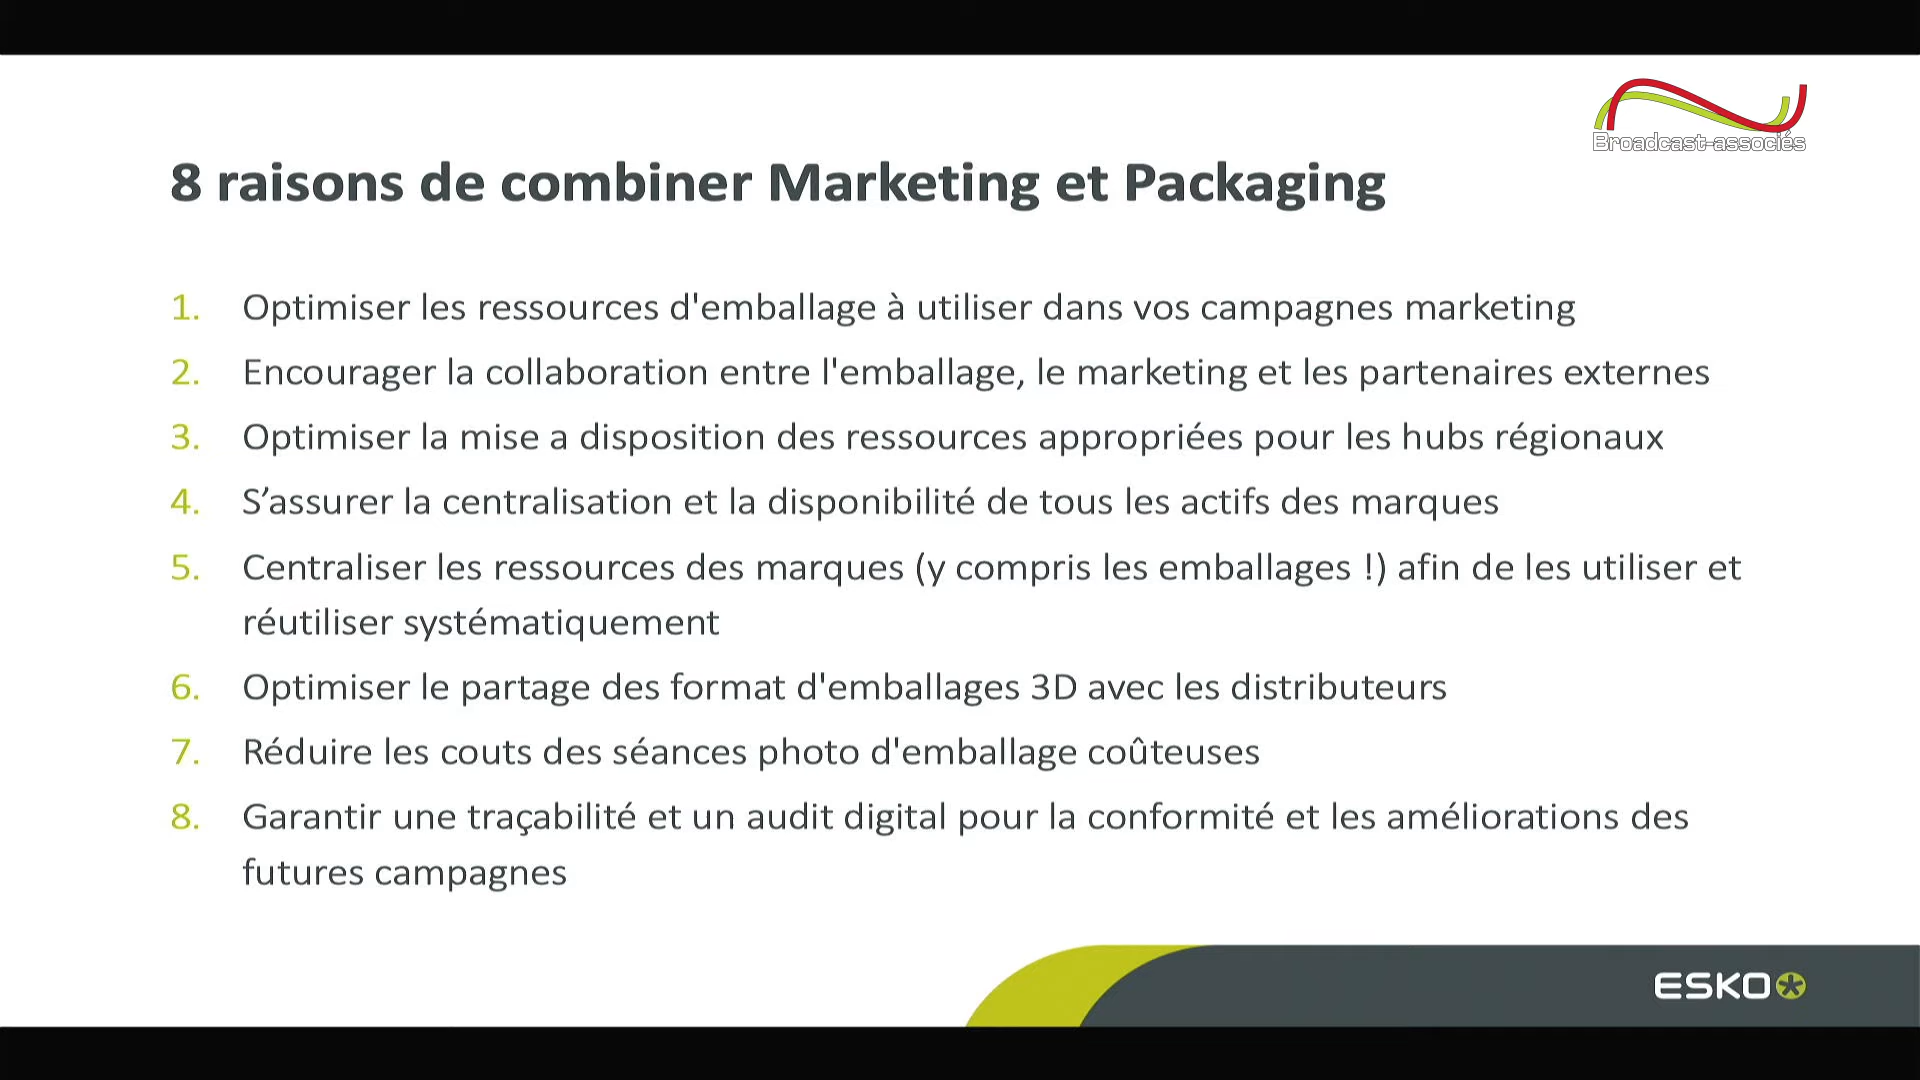 Broadcast-associés
8 raisons de combiner Marketing et Packaging
1. Optimiser les ressources d'emballage à utiliser dans vos campagnes marketing
2. Encourager la collaboration entre l'emballage, le marketing et les partenaires externes
3. Optimiser la mise a disposition des ressources appropriées pour les hubs régionaux
4. S’assurer la centralisation et la disponibilité de tous les actifs des marques
5. Centraliser les ressources des marques (y compris les emballages !) afin de les utiliser et
réutiliser systématiquement
6. Optimiser le partage des format d'emballages 3D avec les distributeurs
7. Réduire les couts des séances photo d'emballage coûteuses
8. Garantir une traçabilité et un audit digital pour la conformité et les améliorations des
futures campagnes
ESKO